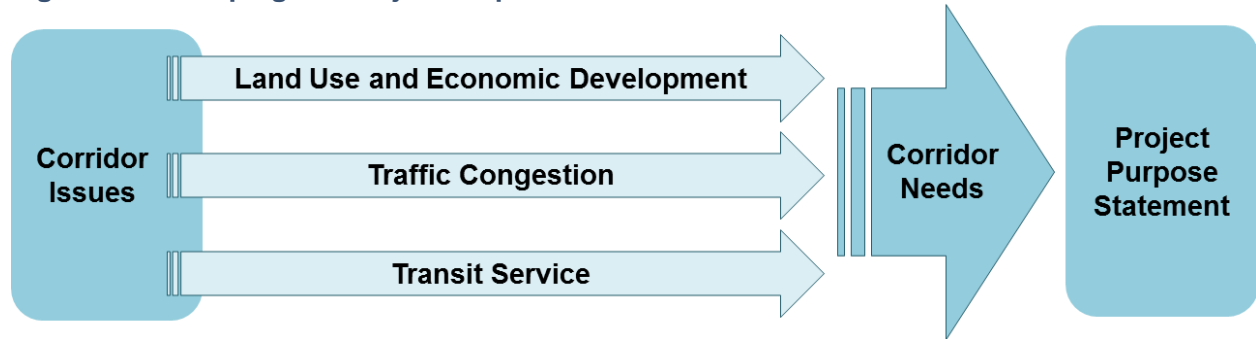 Corridor
Issues
Land Use and Economic Development
Traffic Congestion
Transit Service
Corridor
Needs
Project
Purpose
Statement